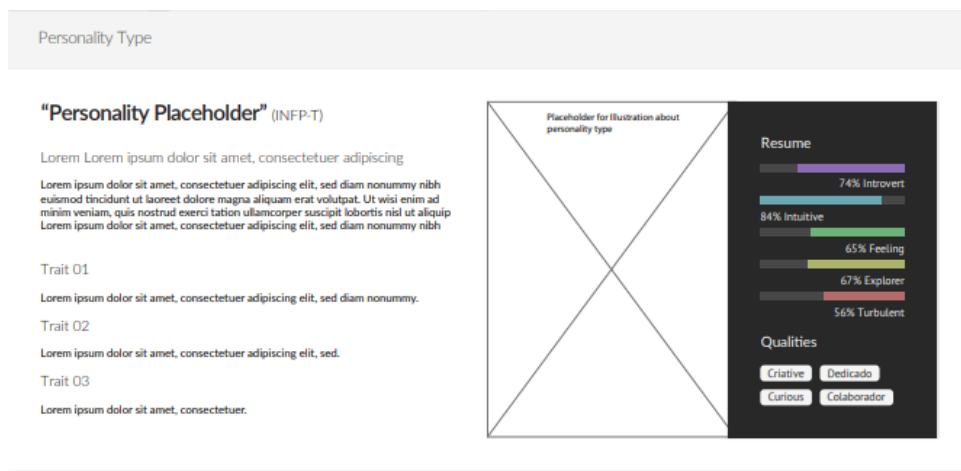 Personality Type
“Personality Placeholder” (INFP-T)
Lorem Lorem ipsum dolor sit amet, consectetuer adipiscing
Lorem ipsum dolor sit amet, consectetuer adipiscing elit, sed diam nonummy nibh
euismod tincidunt ut laoreet dolore magna aliquam erat volutpat. Ut wisi enim ad
minim veniam, quis nostrud exerci tation ullamcorper suscipit lobortis nisl ut aliquip
Lorem ipsum dolor sit amet, consectetuer adipiscing elit, sed diam nonummy nibh
Trait 01
Lorem ipsum dolor sit amet, consectetuer adipiscing elit, sed diam nonummy.
Trait 02
Lorem ipsum dolor sit amet, consectetuer adipiscing elit, sed.
Trait 03
Lorem ipsum dolor sit amet, consectetuer.
Placeholder for Illustration about
personality type
Resume
74% Introvert
84% Intuitive
65% Feeling
67% Explorer
56% Turbulent
Qualities
Criative Dedicado
Curious Colaborador